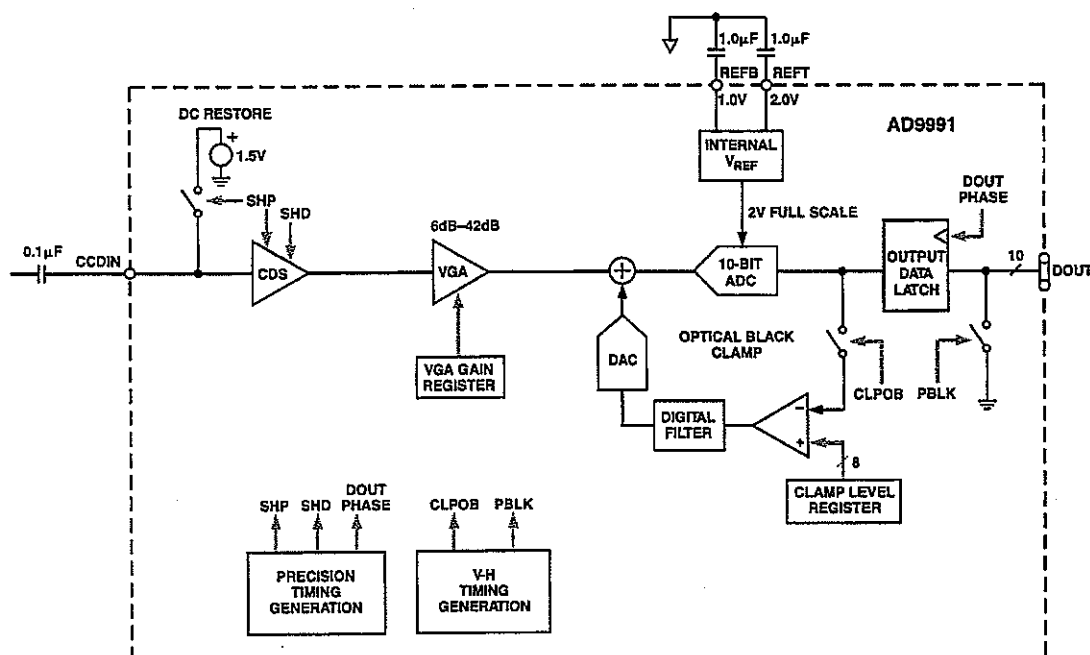 1.0μF 1.0μF
REFB REFT
1.0V 2.0V
DC RESTORE
+
1.5V
AD9991
INTERNAL
VREF
SHP
SHD
DOUT
PHASE
2V FULL SCALE
6dB–42dB
0.1μF
CCDIN
CDS
VGA
10-BIT
ADC
OUTPUT
DATA
LATCH
10
DOUT
DAC
OPTICAL BLACK
CLAMP
VGA GAIN
REGISTER
CLPOB
PBLK
DIGITAL
FILTER
–
+
8
CLAMP LEVEL
REGISTER
SHP SHD DOUT
PHASE
CLPOB PBLK
PRECISION
TIMING
GENERATION
V-H
TIMING
GENERATION